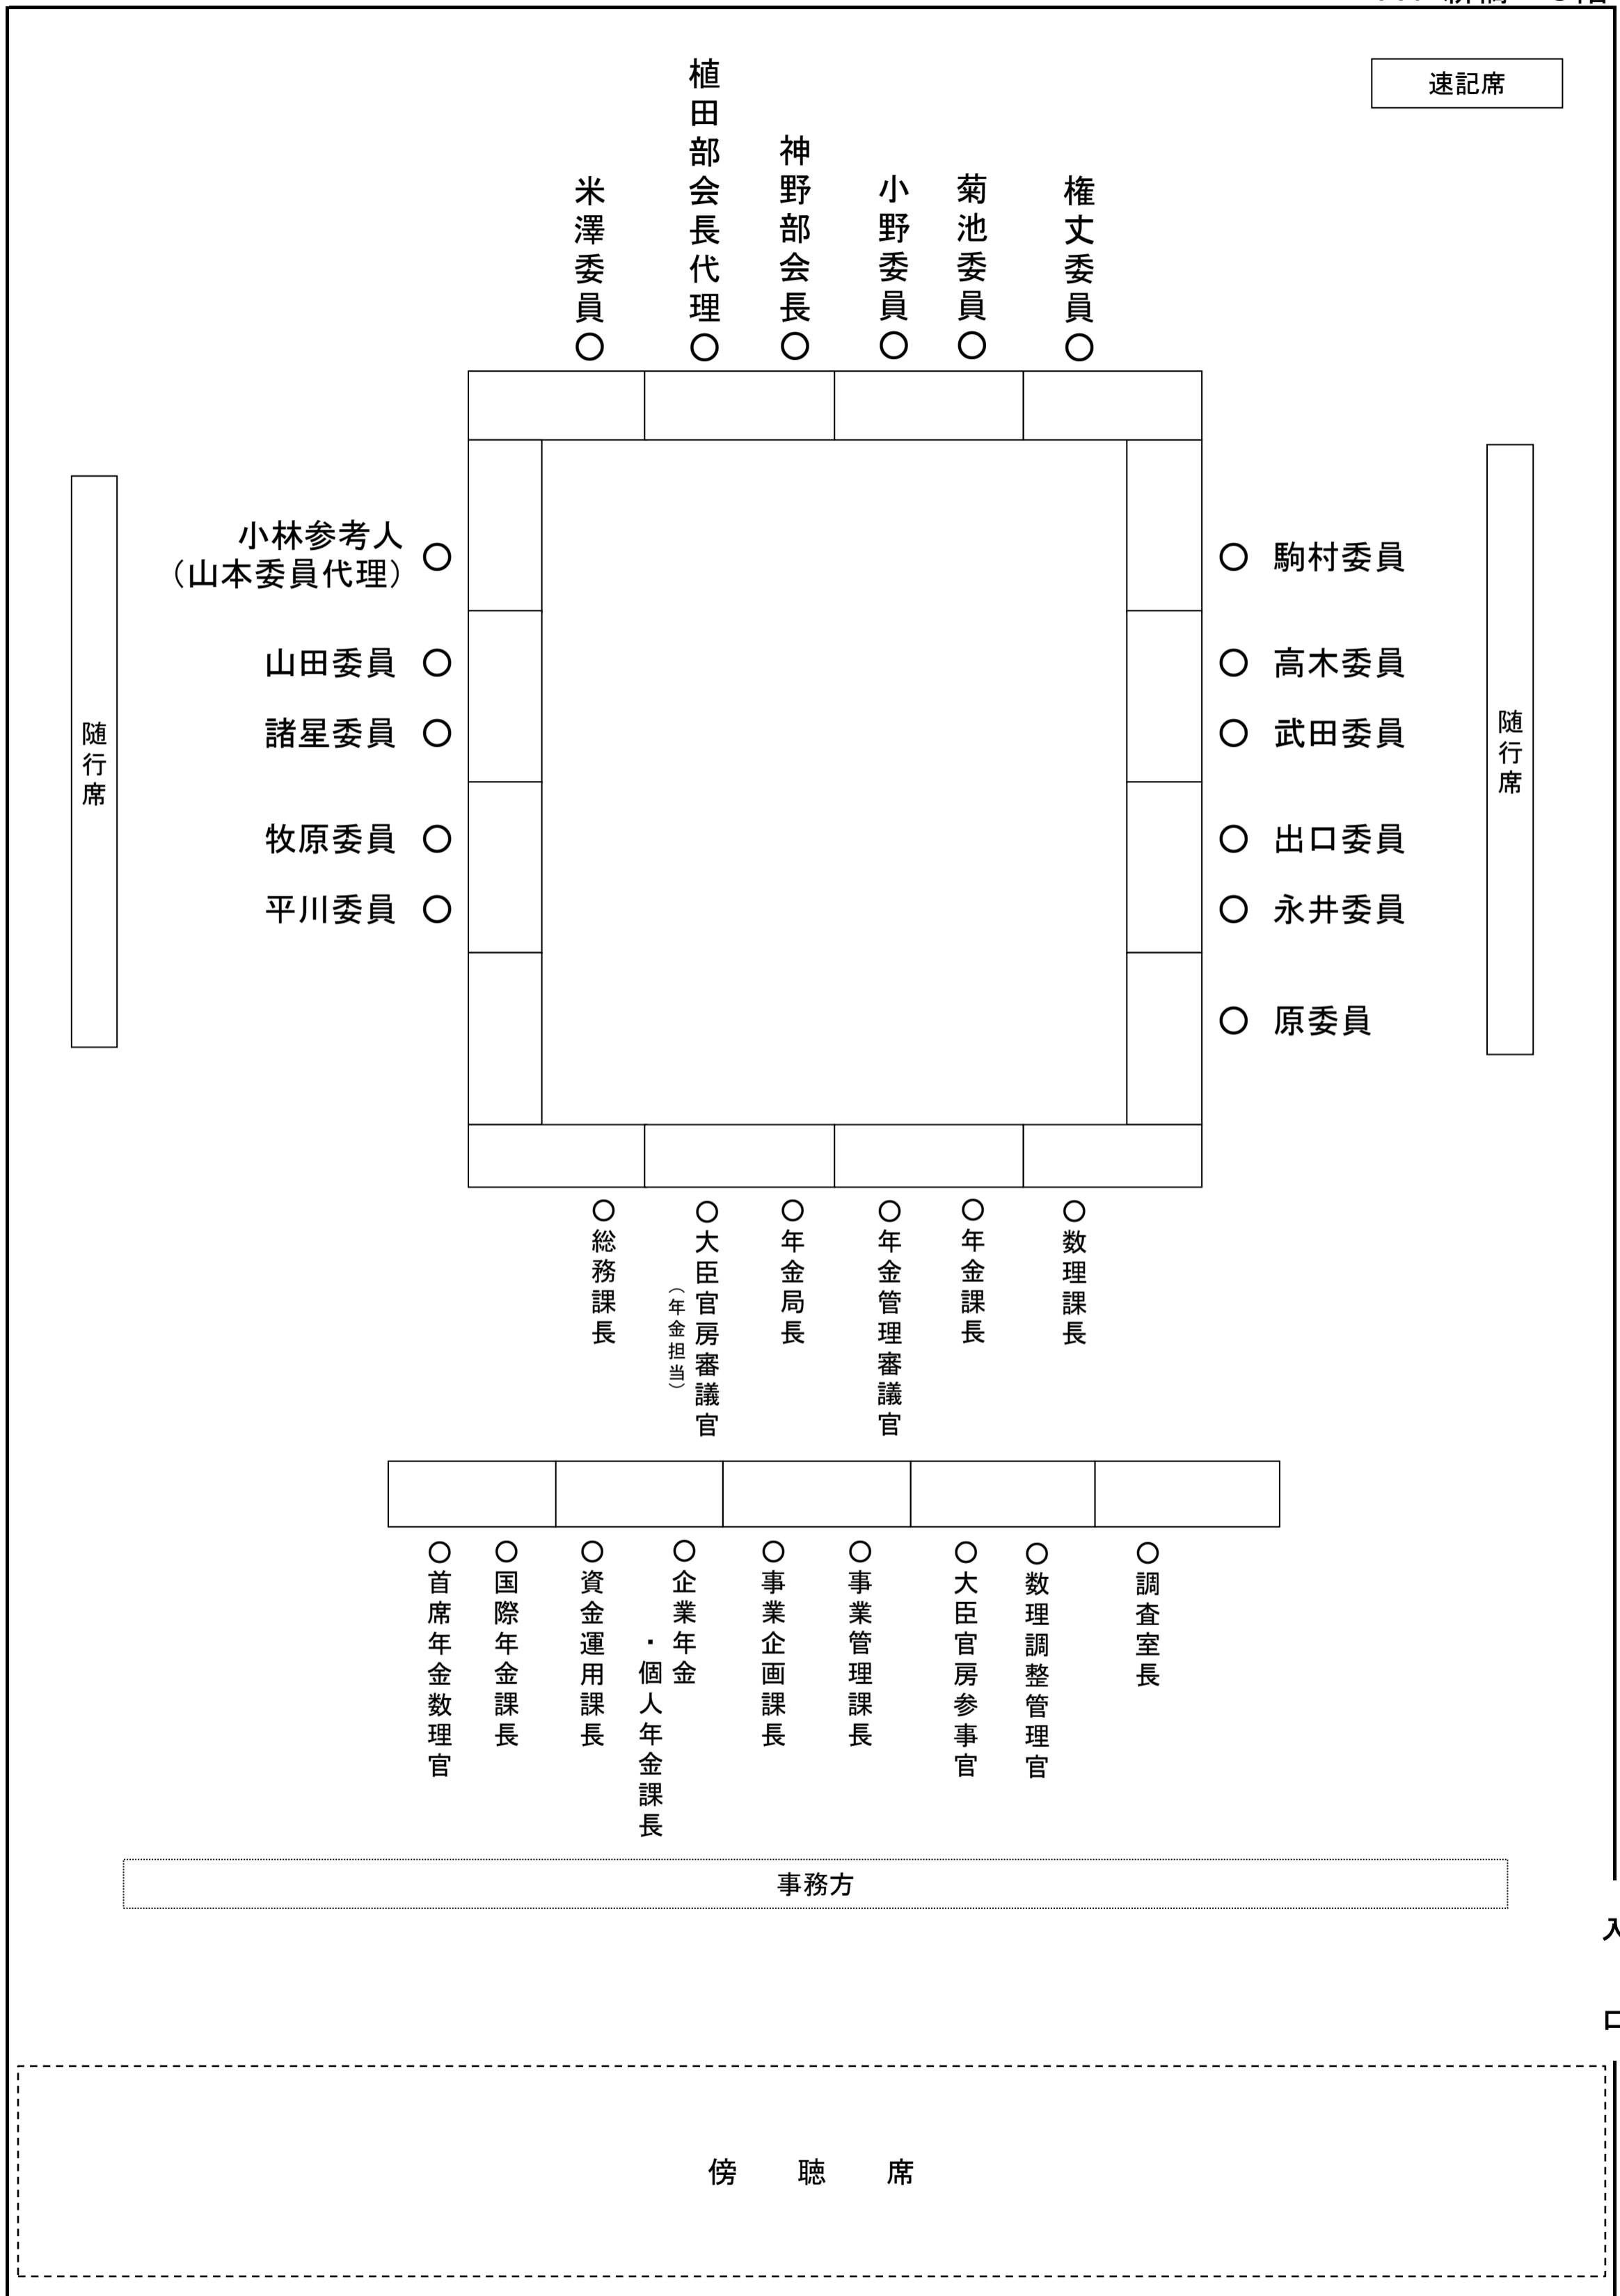 速記席
米澤委員○
植田部会長代理○
神野部会長○
小野委員○
菊池委員○
権丈委員○
小林参考人
（山本委員代理）○
山田委員○
諸星委員○
牧原委員○
平川委員○
○駒村委員
○高木委員
○武田委員
○出口委員
○永井委員
○原委員
随行席
随行席
○総務課長
○大臣官房審議官
（年金担当）
○年金局長
○年金管理審議官
○年金課長
○数理課長
○首席年金数理官
○国際年金課長
○資金運用課長
○企業年金
・個人年金課長
○事業企画課長
○事業管理課長
○大臣官房参事官
○数理調整管理官
○調査室長
事務方
入口
傍聴席